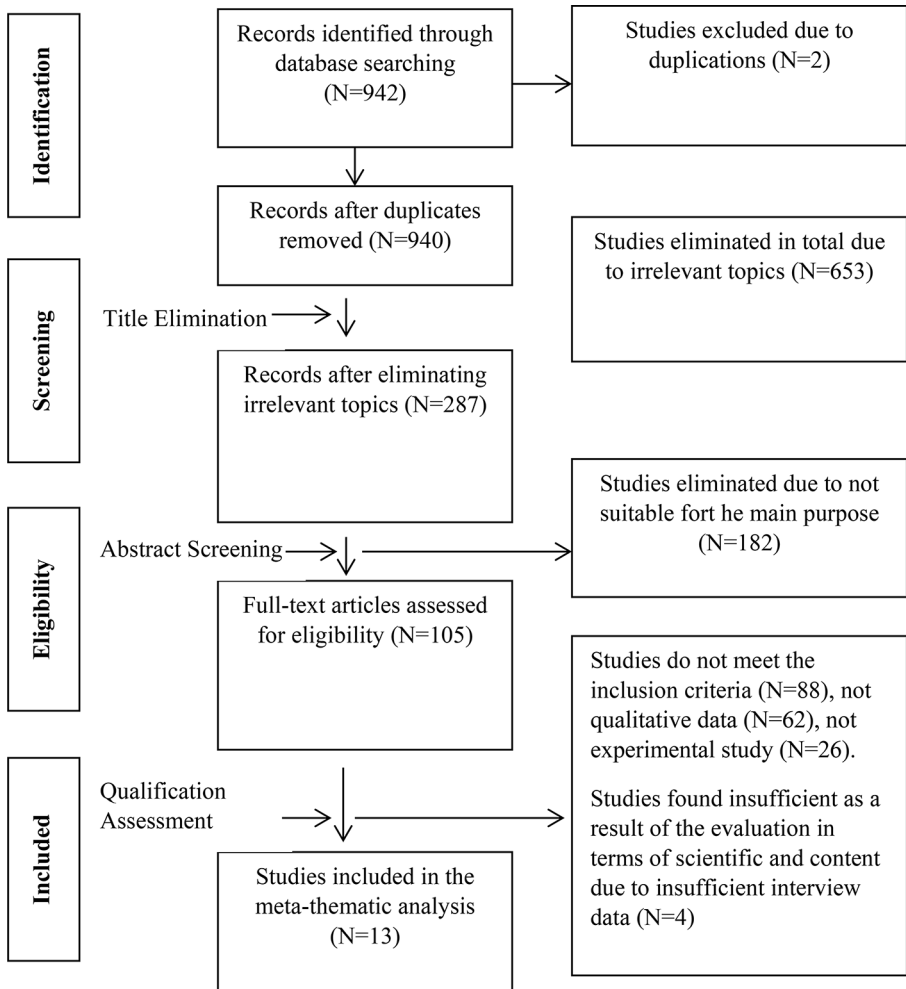 Identification
Records identified through
database searching
(N=942)
Studies excluded due to
duplications (N=2)
Records after duplicates
removed (N=940)
Studies eliminated in total due
to irrelevant topics (N=653)
Screening
Title Elimination
Records after eliminating
irrelevant topics (N=287)
Studies eliminated due to not
suitable fort he main purpose
(N=182)
Eligibility
Abstract Screening
Full-text articles assessed
for eligibility (N=105)
Studies do not meet the
inclusion criteria (N=88), not
qualitative data (N=62), not
experimental study (N=26).
Studies found insufficient as a
result of the evaluation in
terms of scientific and content
due to insufficient interview
data (N=4)
Included
Qualification
Assessment
Studies included in the
meta-thematic analysis
(N=13)